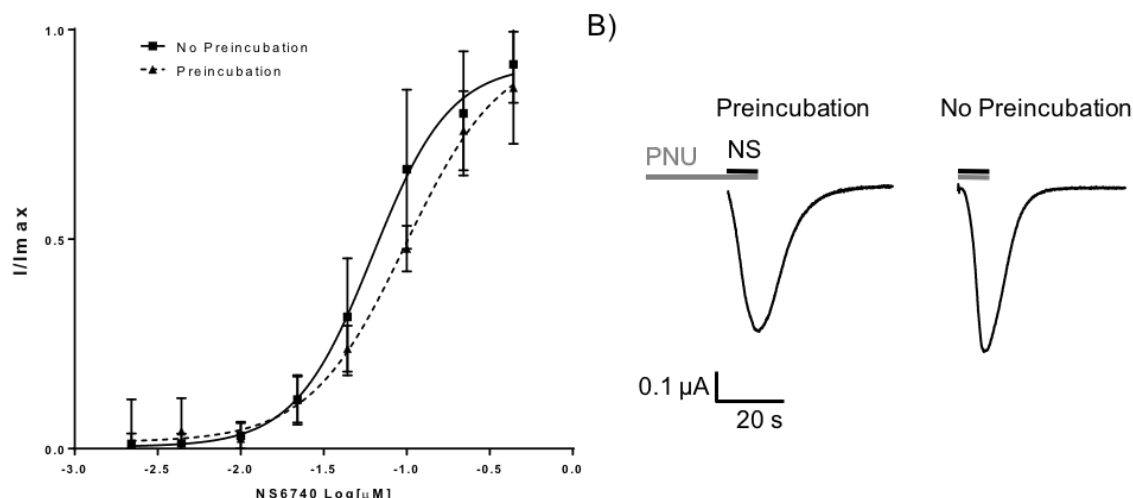 1.0
No Preincubation
Preincubation
I/Imax
0.5
0.0
-3.0 -2.5 -2.0 -1.5 -1.0 -0.5 0.0
NS6740 Log[µM]
B)
Preincubation No Preincubation
PNU NS
0.1 µA
20 s